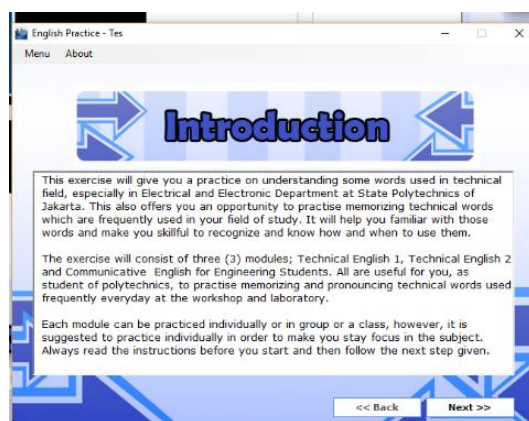 English Practice - Tes
Menu About
Introduction
This exercise will give you a practice on understanding some words used in technical
field, especially in Electrical and Electronic Department at State Polytechnics of
Jakarta. This also offers you an opportunity to practise memorizing technical words
which are frequently used in your field of study. It will help you familiar with those
words and make you skillful to recognize and know how and when to use them.
The exercise will consist of three (3) modules; Technical English 1, Technical English 2
and Communicative English for Engineering Students. All are useful for you, as
student of polytechnics, to practise memorizing and pronouncing technical words used
frequently everyday at the workshop and laboratory.
Each module can be practiced individually or in group or a class, however, it is
suggested to practice individually in order to make you stay focus in the subject.
Always read the instructions before you start and then follow the next step given.
<< Back Next >>